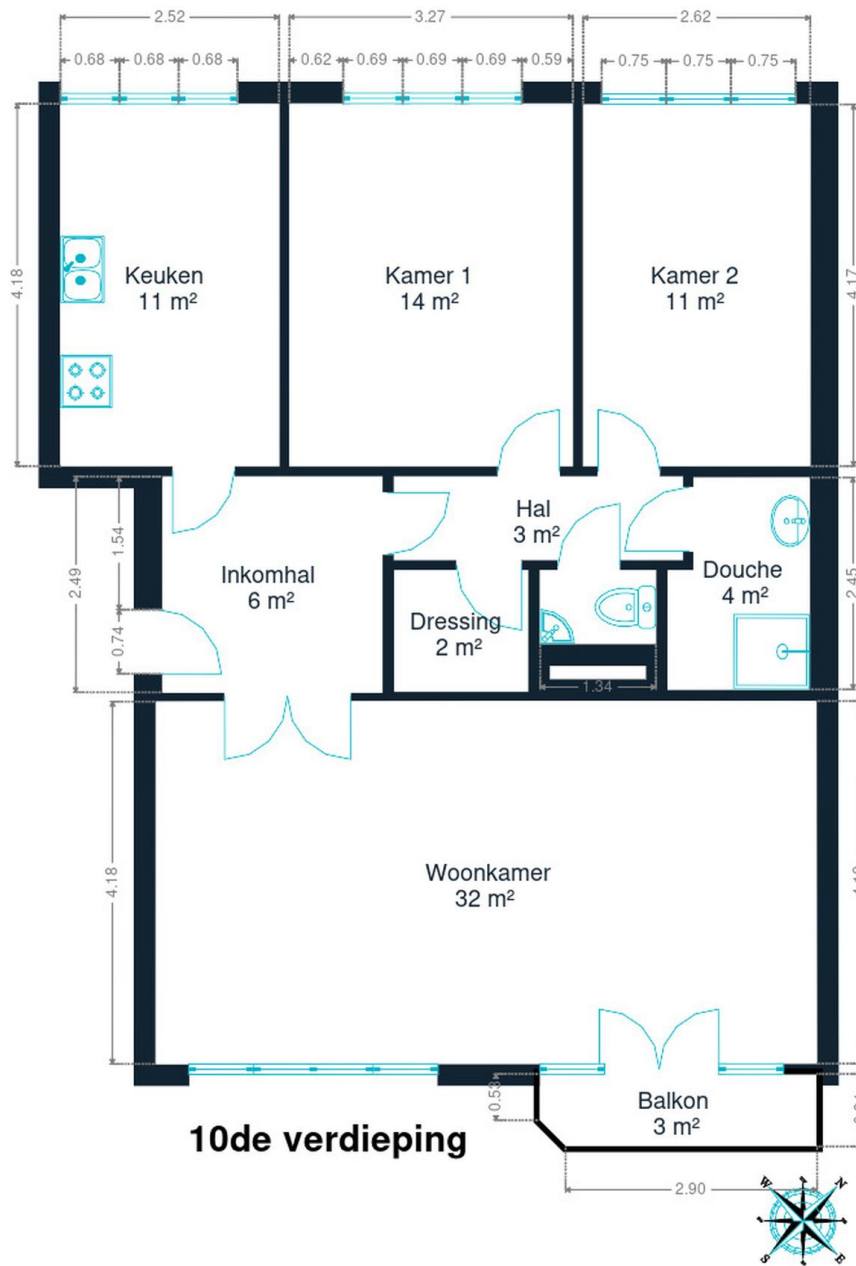 2.52 3.27 2.62
0.68 0.68 0.68 0.62 0.69 0.69 0.69 0.59 0.75 0.75 0.75
4.18
4.17
Keuken
11 m²
Kamer 1
14 m²
Kamer 2
11 m²
2.49
1.54
0.74
Inkomhal
6 m²
Hal
3 m²
Dressing
2 m²
Douche
4 m²
2.45
1.34
4.18
Woonkamer
32 m²
0.53
Balkon
3 m²
10de verdieping
2.90
W N
S E